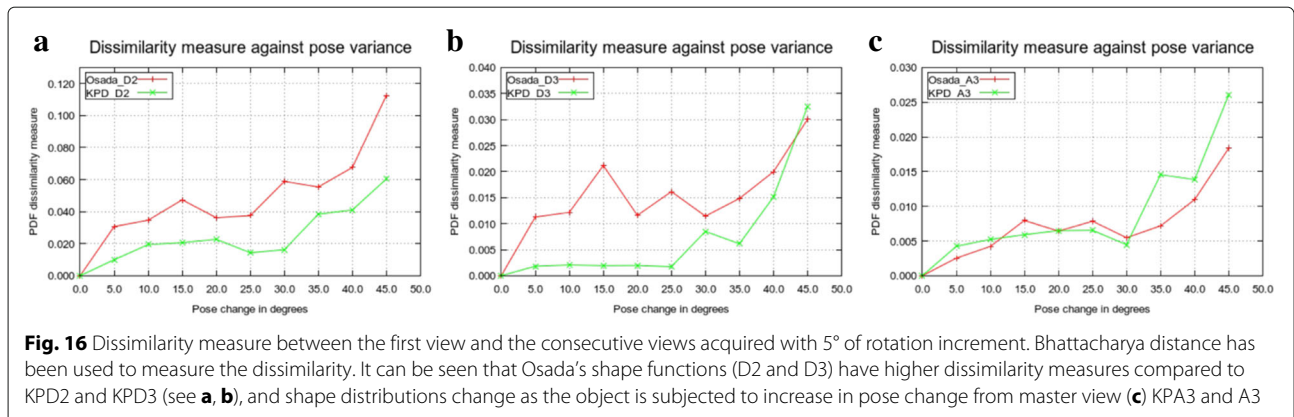 a
Dissimilarity measure against pose variance
Osada_D2
KPD_D2
PDF dissimilarity measure
0.120
0.100
0.080
0.060
0.040
0.020
0.000
0.0 5.0 10.0 15.0 20.0 25.0 30.0 35.0 40.0 45.0 50.0
Pose change in degrees
b
Dissimilarity measure against pose variance
Osada_D3
KPD_D3
PDF dissimilarity measure
0.040
0.035
0.030
0.025
0.020
0.015
0.010
0.005
0.000
0.0 5.0 10.0 15.0 20.0 25.0 30.0 35.0 40.0 45.0 50.0
Pose change in degrees
c
Dissimilarity measure against pose variance
Osada_A3
KPD_A3
PDF dissimilarity measure
0.030
0.025
0.020
0.015
0.010
0.005
0.000
0.0 5.0 10.0 15.0 20.0 25.0 30.0 35.0 40.0 45.0 50.0
Pose change in degrees
Fig. 16 Dissimilarity measure between the first view and the consecutive views acquired with 5° of rotation increment. Bhattacharya distance has
been used to measure the dissimilarity. It can be seen that Osada's shape functions (D2 and D3) have higher dissimilarity measures compared to
KPD2 and KPD3 (see a, b), and shape distributions change as the object is subjected to increase in pose change from master view (c) KPA3 and A3